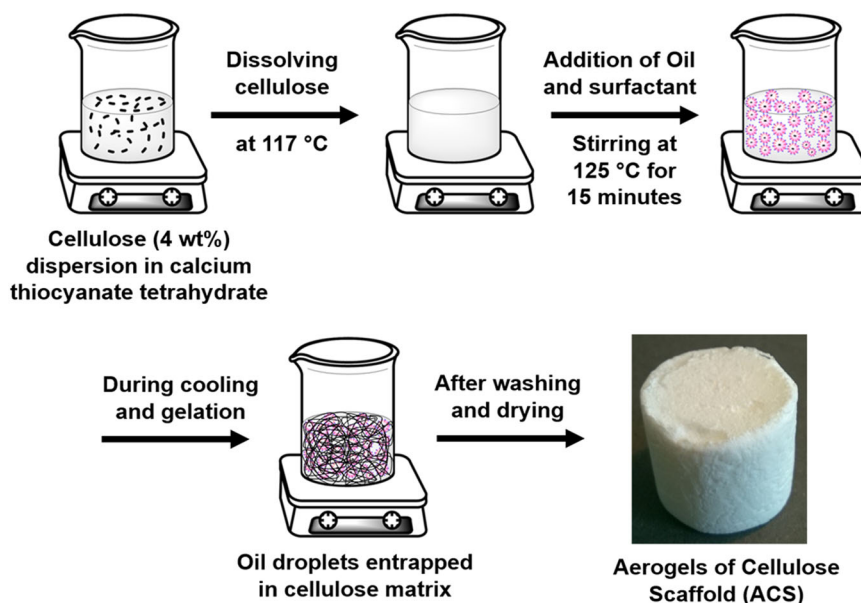 Dissolving
cellulose
at 117 °C
Addition of Oil
and surfactant
Stirring at
125 °C for
15 minutes
Cellulose (4 wt%)
dispersion in calcium
thiocyanate tetrahydrate
During cooling
and gelation
After washing
and drying
Oil droplets entrapped
in cellulose matrix
Aerogels of Cellulose
Scaffold (ACS)